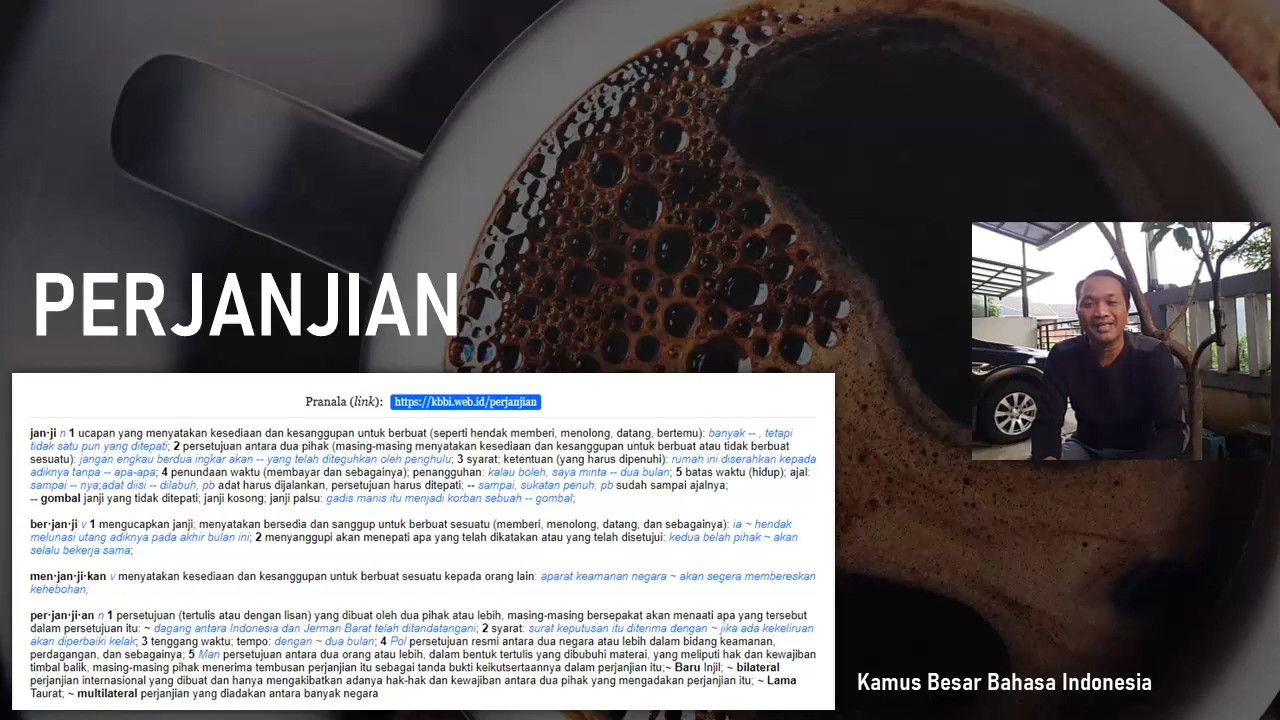 PERJANJIAN
Pranala (link): https://kbbi.web.id/perjanjian
jan·ji n 1 ucapan yang menyatakan kesediaan dan kesanggupan untuk berbuat (seperti hendak memberi, menolong, datang, bertemu): banyak -- , tetapi
tidak satu pun yang ditepati; 2 persetujuan antara dua pihak (masing-masing menyatakan kesediaan dan kesanggupan untuk berbuat atau tidak berbuat
sesuatu): jangan engkau berdua ingkar akan -- yang telah diteguhkan oleh penghulu; 3 syarat; ketentuan (yang harus dipenuhi): rumah ini diserahkan kepada
adiknya tanpa -- apa-apa; 4 penundaan waktu (membayar dan sebagainya); penangguhan: kalau boleh, saya minta -- dua bulan; 5 batas waktu (hidup); ajal:
sampai -- nya;adat diisi -- dilabuh, pb adat harus dijalankan, persetujuan harus ditepati; -- sampai, sukatan penuh, pb sudah sampai ajalnya;
-- gombal janji yang tidak ditepati; janji kosong; janji palsu: gadis manis itu menjadi korban sebuah -- gombal;
ber·jan·ji v 1 mengucapkan janji; menyatakan bersedia dan sanggup untuk berbuat sesuatu (memberi, menolong, datang, dan sebagainya): ia ~ hendak
melunasi utang adiknya pada akhir bulan ini; 2 menyanggupi akan menepati apa yang telah dikatakan atau yang telah disetujui: kedua belah pihak ~ akan
selalu bekerja sama;
men·jan·ji·kan v menyatakan kesediaan dan kesanggupan untuk berbuat sesuatu kepada orang lain: aparat keamanan negara ~ akan segera membereskan
kehebohan;
per·jan·ji·an n 1 persetujuan (tertulis atau dengan lisan) yang dibuat oleh dua pihak atau lebih, masing-masing bersepakat akan menaati apa yang tersebut
dalam persetujuan itu: ~ dagang antara Indonesia dan Jerman Barat telah ditandatangani; 2 syarat: surat keputusan itu diterima dengan ~ jika ada kekeliruan
akan diperbaiki kelak; 3 tenggang waktu; tempo: dengan ~ dua bulan; 4 Pol persetujuan resmi antara dua negara atau lebih dalam bidang keamanan,
perdagangan, dan sebagainya; 5 Man persetujuan antara dua orang atau lebih, dalam bentuk tertulis yang dibubuhi materai, yang meliputi hak dan kewajiban
timbal balik, masing-masing pihak menerima tembusan perjanjian itu sebagai tanda bukti keikutsertaannya dalam perjanjian itu;~ Baru Injil; ~ bilateral
perjanjian internasional yang dibuat dan hanya mengakibatkan adanya hak-hak dan kewajiban antara dua pihak yang mengadakan perjanjian itu; ~ Lama
Taurat; ~ multilateral perjanjian yang diadakan antara banyak negara
Kamus Besar Bahasa Indonesia